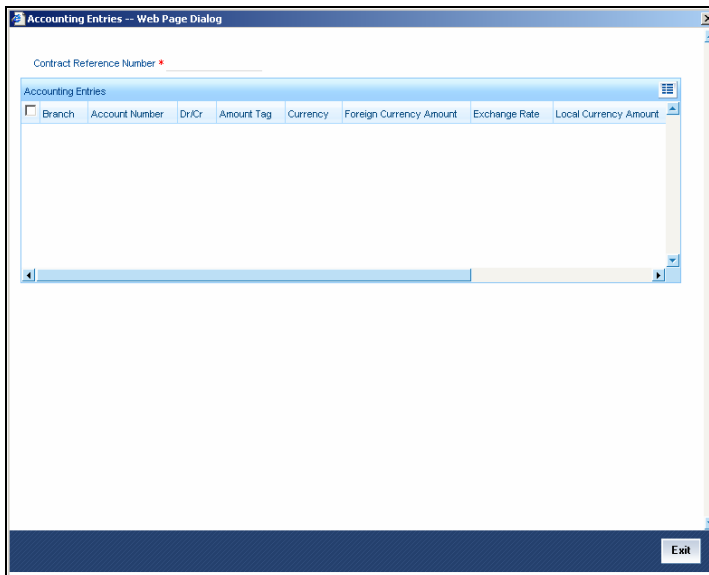 Accounting Entries -- Web Page Dialog
Contract Reference Number *
Accounting Entries
Branch Account Number Dr/Cr Amount Tag Currency Foreign Currency Amount Exchange Rate Local Currency Amount
Exit